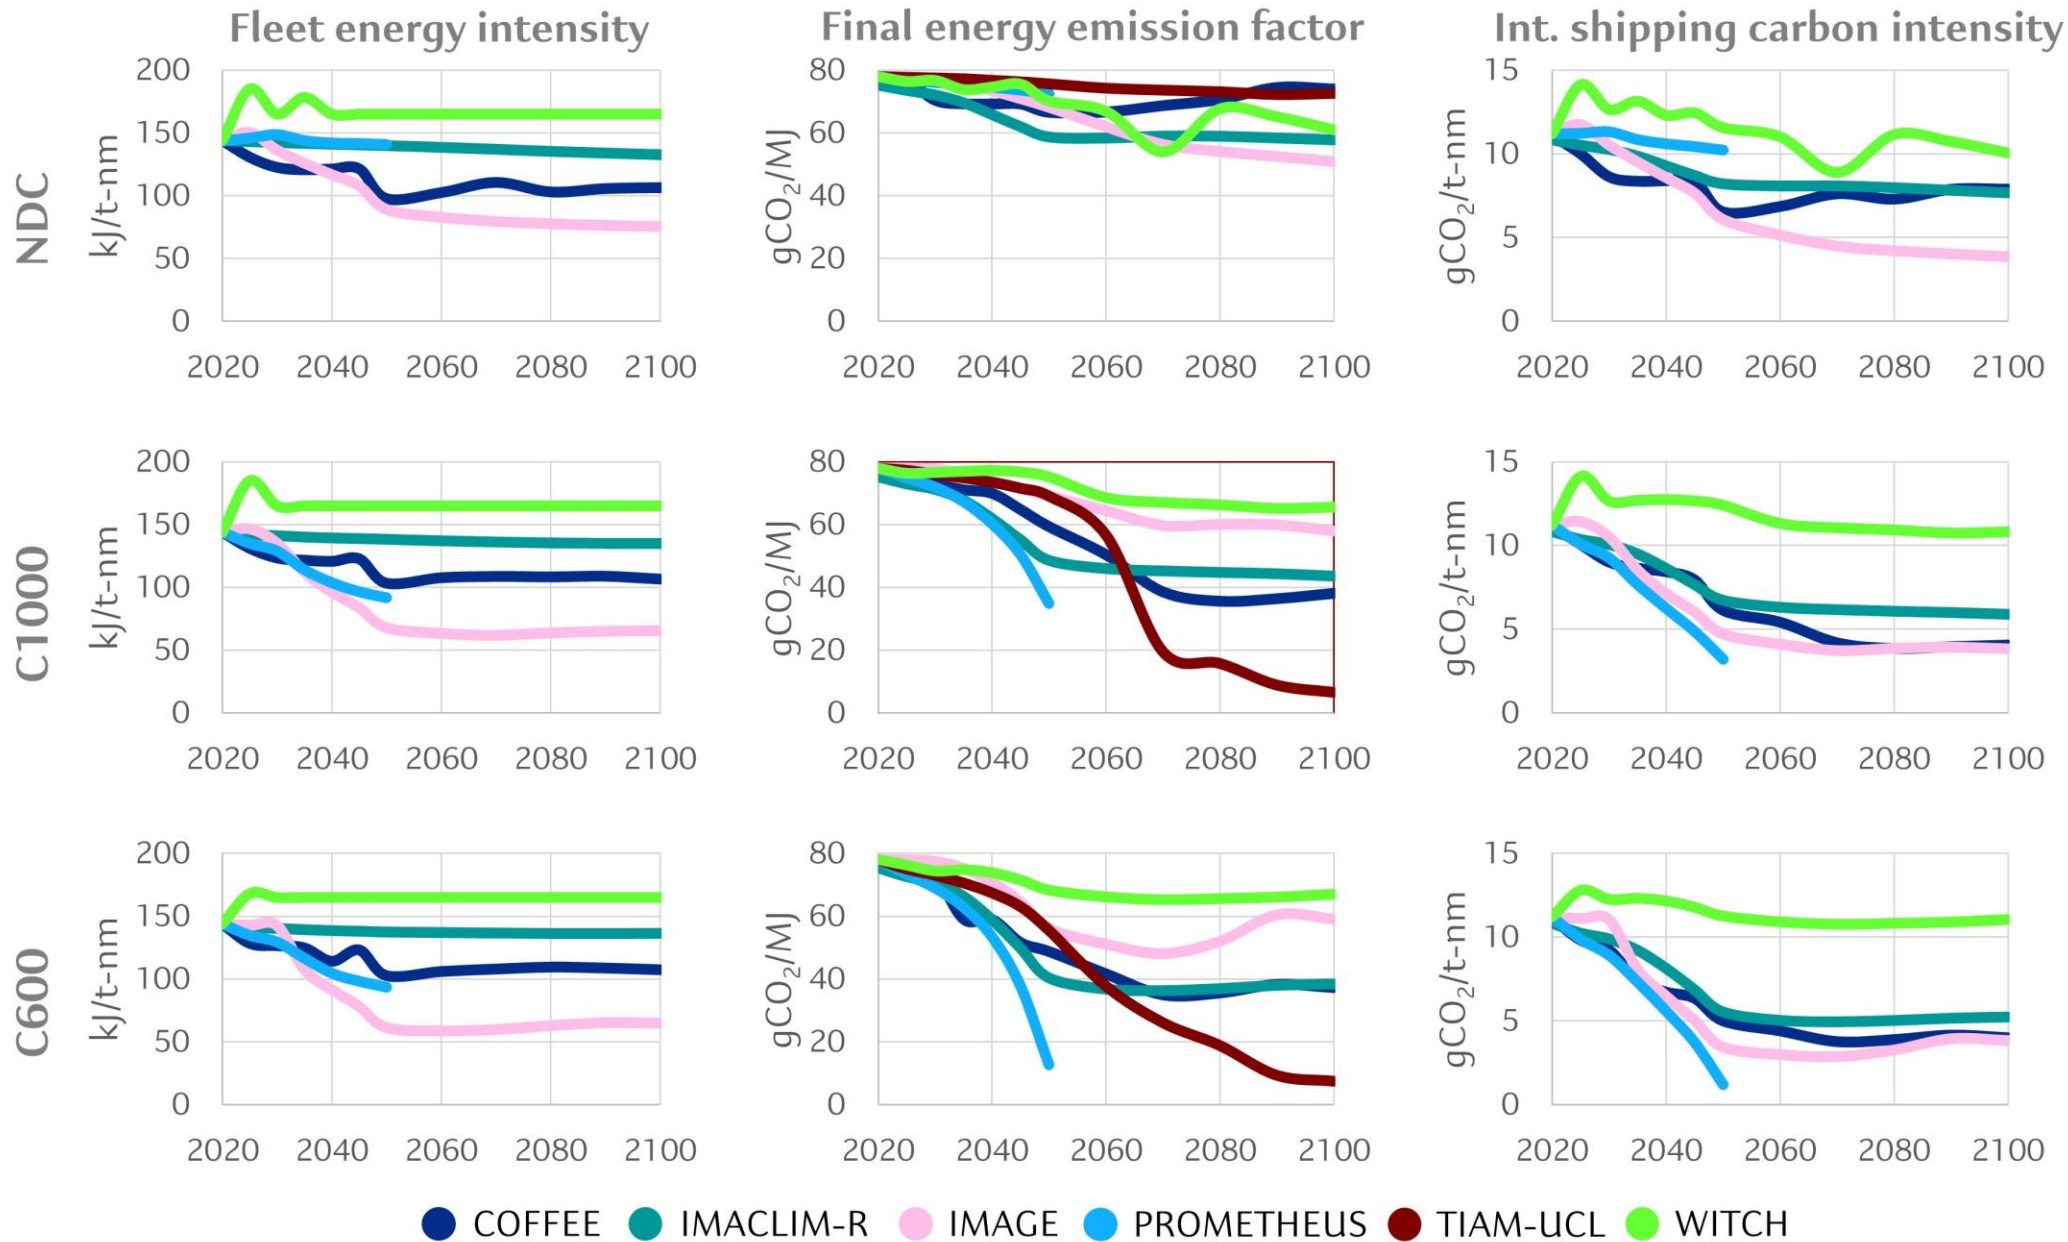 Fleet energy intensity
Final energy emission factor
Int. shipping carbon intensity
NDC
kJ/t-nm
200
150
100
50
0
2020 2040 2060 2080 2100
gCO₂/MJ
80
60
40
20
0
2020 2040 2060 2080 2100
gCO₂/t-nm
15
10
5
0
2020 2040 2060 2080 2100
C1000
kJ/t-nm
200
150
100
50
0
2020 2040 2060 2080 2100
gCO₂/MJ
80
60
40
20
0
2020 2040 2060 2080 2100
gCO₂/t-nm
15
10
5
0
2020 2040 2060 2080 2100
C600
kJ/t-nm
200
150
100
50
0
2020 2040 2060 2080 2100
gCO₂/MJ
80
60
40
20
0
2020 2040 2060 2080 2100
gCO₂/t-nm
15
10
5
0
2020 2040 2060 2080 2100
COFFEE IMACLIM-R IMAGE PROMETHEUS TIAM-UCL WITCH